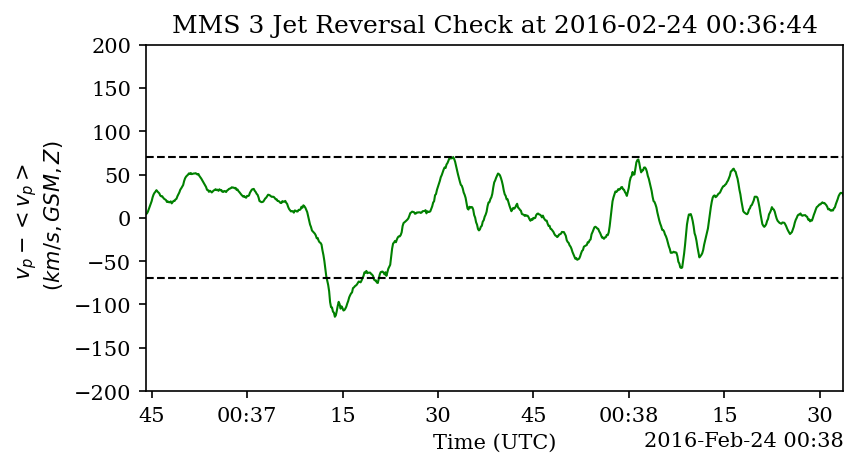 MMS 3 Jet Reversal Check at 2016-02-24 00:36:44
v_p − < v_p >
(km/s, GSM, Z)
200
150
100
50
0
−50
−100
−150
−200
45 00:37 15 30 45 00:38 15 30
Time (UTC) 2016-Feb-24 00:38